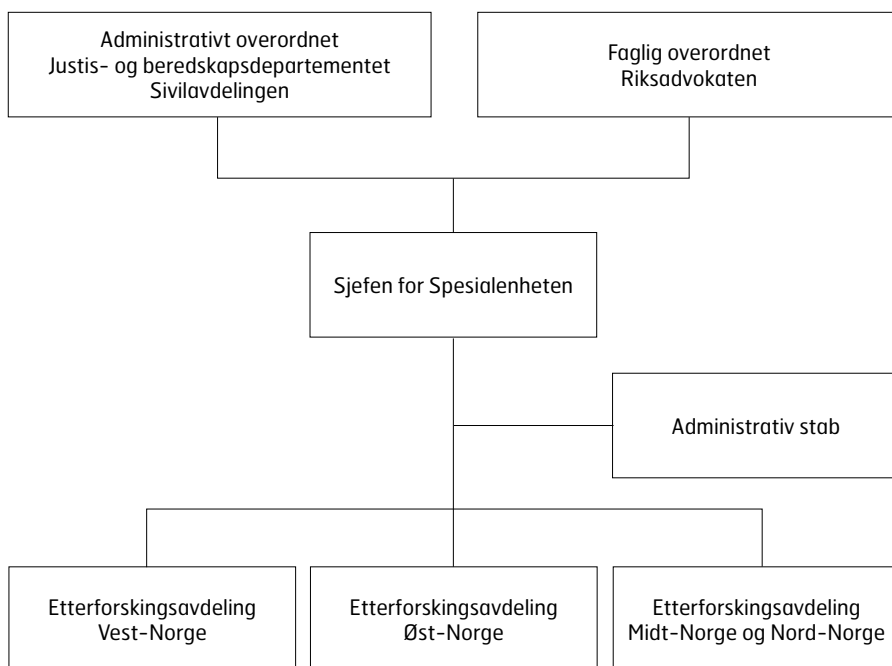 Administrativt overordnet
Justis- og beredskapsdepartementet
Sivilavdelingen
Faglig overordnet
Riksadvokaten
Sjefen for Spesialenheten
Administrativ stab
Etterforskingsavdeling
Vest-Norge
Etterforskingsavdeling
Øst-Norge
Etterforskingsavdeling
Midt-Norge og Nord-Norge